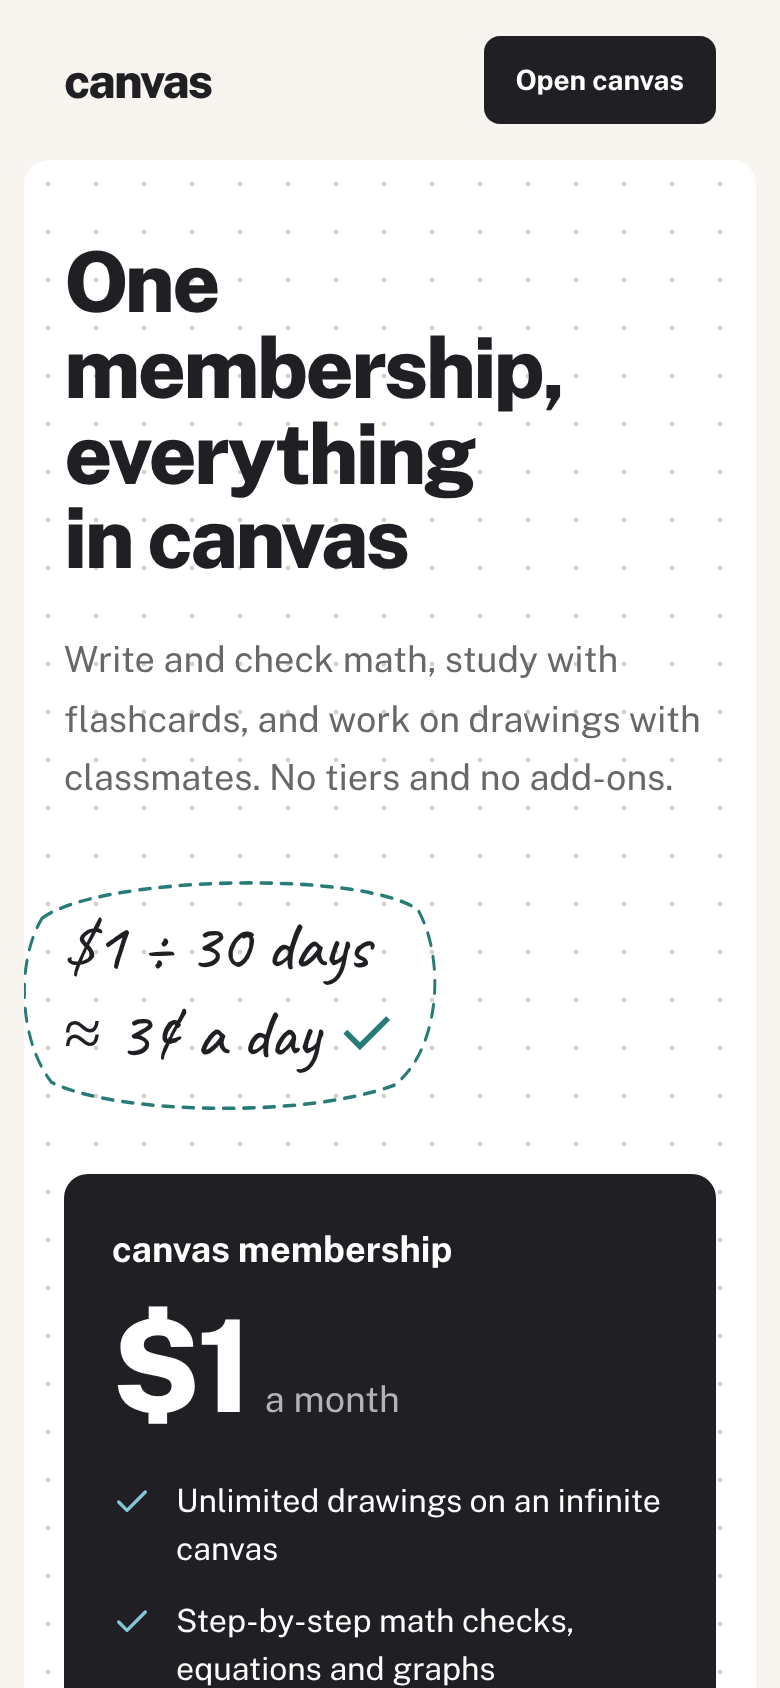 canvas
Open canvas
One
membership,
everything
in canvas
Write and check math, study with
flashcards, and work on drawings with
classmates. No tiers and no add-ons.
$1 ÷ 30 days
≈ 3¢ a day ✓
canvas membership
$1 a month
✓ Unlimited drawings on an infinite
canvas
✓ Step-by-step math checks,
equations and graphs